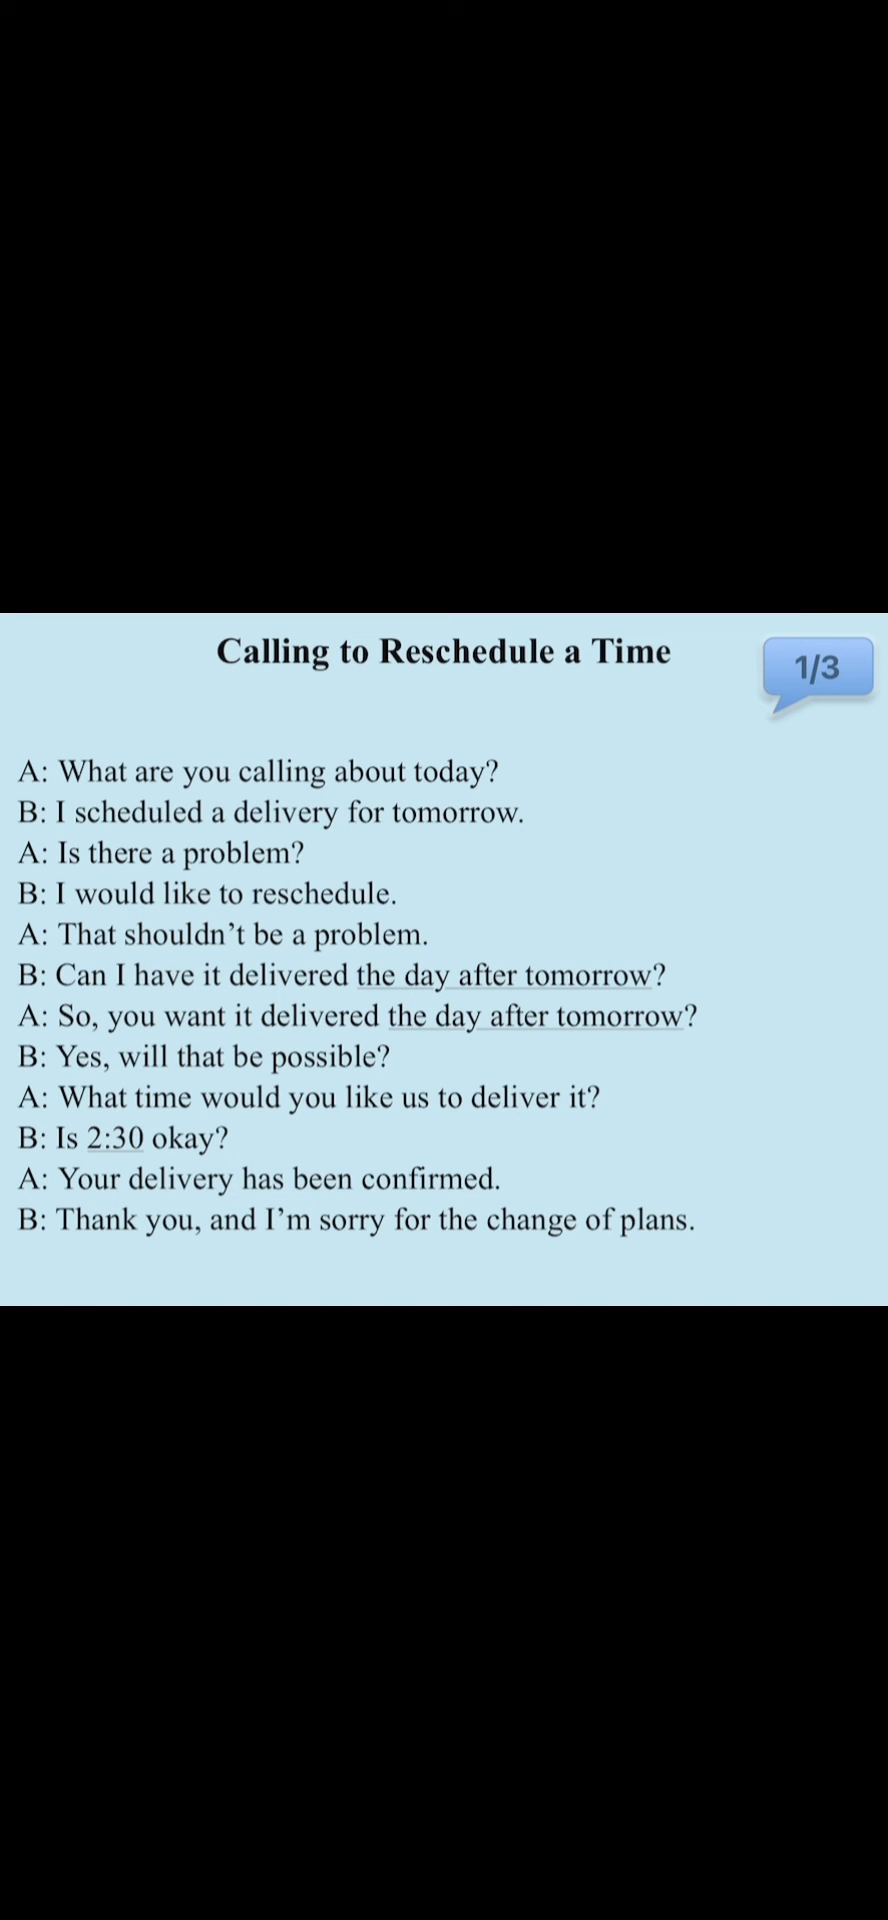 Calling to Reschedule a Time
1/3
A: What are you calling about today?
B: I scheduled a delivery for tomorrow.
A: Is there a problem?
B: I would like to reschedule.
A: That shouldn’t be a problem.
B: Can I have it delivered the day after tomorrow?
A: So, you want it delivered the day after tomorrow?
B: Yes, will that be possible?
A: What time would you like us to deliver it?
B: Is 2:30 okay?
A: Your delivery has been confirmed.
B: Thank you, and I’m sorry for the change of plans.